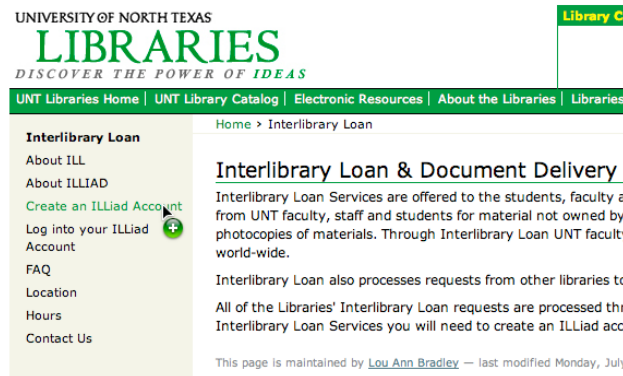 UNIVERSITY OF NORTH TEXAS
LIBRARIES
DISCOVER THE POWER OF IDEAS
Library C
UNT Libraries Home | UNT Library Catalog | Electronic Resources | About the Libraries | Libraries
Interlibrary Loan
About ILL
About ILLIAD
Create an ILLiad Account
Log into your ILLiad
Account
FAQ
Location
Hours
Contact Us
Home > Interlibrary Loan
Interlibrary Loan & Document Delivery
Interlibrary Loan Services are offered to the students, faculty a
from UNT faculty, staff and students for material not owned by
photocopies of materials. Through Interlibrary Loan UNT facult
world-wide.
Interlibrary Loan also processes requests from other libraries to
All of the Libraries' Interlibrary Loan requests are processed thr
Interlibrary Loan Services you will need to create an ILLiad acc
This page is maintained by Lou Ann Bradley — last modified Monday, July